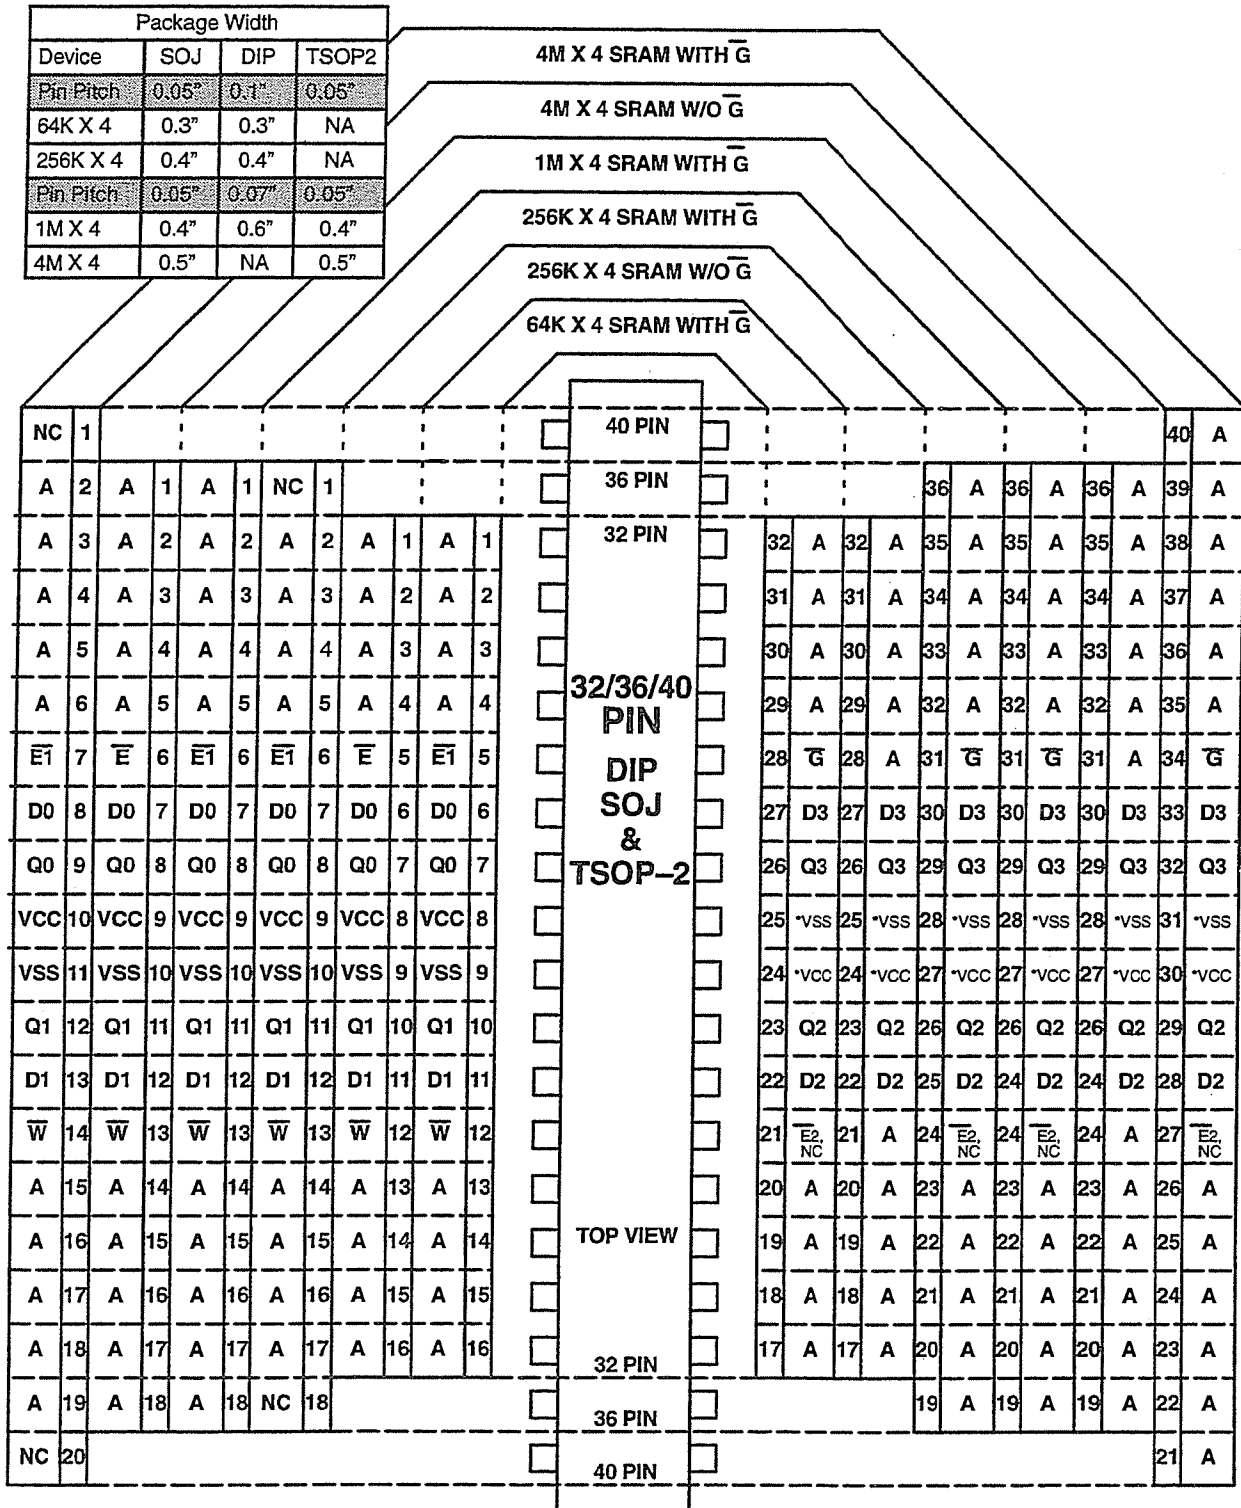 Package Width
Device SOJ DIP TSOP2
Pin Pitch 0.05" 0.1" 0.05"
64K X 4 0.3" 0.3" NA
256K X 4 0.4" 0.4" NA
Pin Pitch 0.05" 0.07" 0.05"
1M X 4 0.4" 0.6" 0.4"
4M X 4 0.5" NA 0.5"
4M X 4 SRAM WITH G̅
4M X 4 SRAM W/O G̅
1M X 4 SRAM WITH G̅
256K X 4 SRAM WITH G̅
256K X 4 SRAM W/O G̅
64K X 4 SRAM WITH G̅
NC 1 40 PIN 40 A
A 2 A 1 A 1 NC 1 36 PIN 36 A 36 A 36 A 39 A
A 3 A 2 A 2 A 2 A 1 A 1 32 PIN 32 A 32 A 35 A 35 A 35 A 38 A
A 4 A 3 A 3 A 3 A 2 A 2 31 A 31 A 34 A 34 A 34 A 37 A
A 5 A 4 A 4 A 4 A 3 A 3 30 A 30 A 33 A 33 A 33 A 36 A
32/36/40
A 6 A 5 A 5 A 5 A 4 A 4 29 A 29 A 32 A 32 A 32 A 35 A
PIN
E̅1̅ 7 E̅ 6 E̅1̅ 6 E̅1̅ 6 E̅ 5 E̅1̅ 5 28 G̅ 28 A 31 G̅ 31 G̅ 31 A 34 G̅
DIP
SOJ
D0 8 D0 7 D0 7 D0 7 D0 6 D0 6 27 D3 27 D3 30 D3 30 D3 30 D3 33 D3
&
Q0 9 Q0 8 Q0 8 Q0 8 Q0 7 Q0 7 26 Q3 26 Q3 29 Q3 29 Q3 29 Q3 32 Q3
TSOP–2
VCC 10 VCC 9 VCC 9 VCC 9 VCC 8 VCC 8 25 *VSS 25 *VSS 28 *VSS 28 *VSS 28 *VSS 31 *VSS
VSS 11 VSS 10 VSS 10 VSS 10 VSS 9 VSS 9 24 *VCC 24 *VCC 27 *VCC 27 *VCC 27 *VCC 30 *VCC
Q1 12 Q1 11 Q1 11 Q1 11 Q1 10 Q1 10 23 Q2 23 Q2 26 Q2 26 Q2 26 Q2 29 Q2
D1 13 D1 12 D1 12 D1 12 D1 11 D1 11 22 D2 22 D2 25 D2 24 D2 24 D2 28 D2
W̅ 14 W̅ 13 W̅ 13 W̅ 13 W̅ 12 W̅ 12 21 E̅2̅, NC 21 A 24 E̅2̅, NC 24 E̅2̅, NC 24 A 27 E̅2̅, NC
A 15 A 14 A 14 A 14 A 13 A 13 20 A 20 A 23 A 23 A 23 A 26 A
A 16 A 15 A 15 A 15 A 14 A 14 TOP VIEW 19 A 19 A 22 A 22 A 22 A 25 A
A 17 A 16 A 16 A 16 A 15 A 15 18 A 18 A 21 A 21 A 21 A 24 A
A 18 A 17 A 17 A 17 A 16 A 16 32 PIN 17 A 17 A 20 A 20 A 20 A 23 A
A 19 A 18 A 18 NC 18 36 PIN 19 A 19 A 19 A 22 A
NC 20 40 PIN 21 A